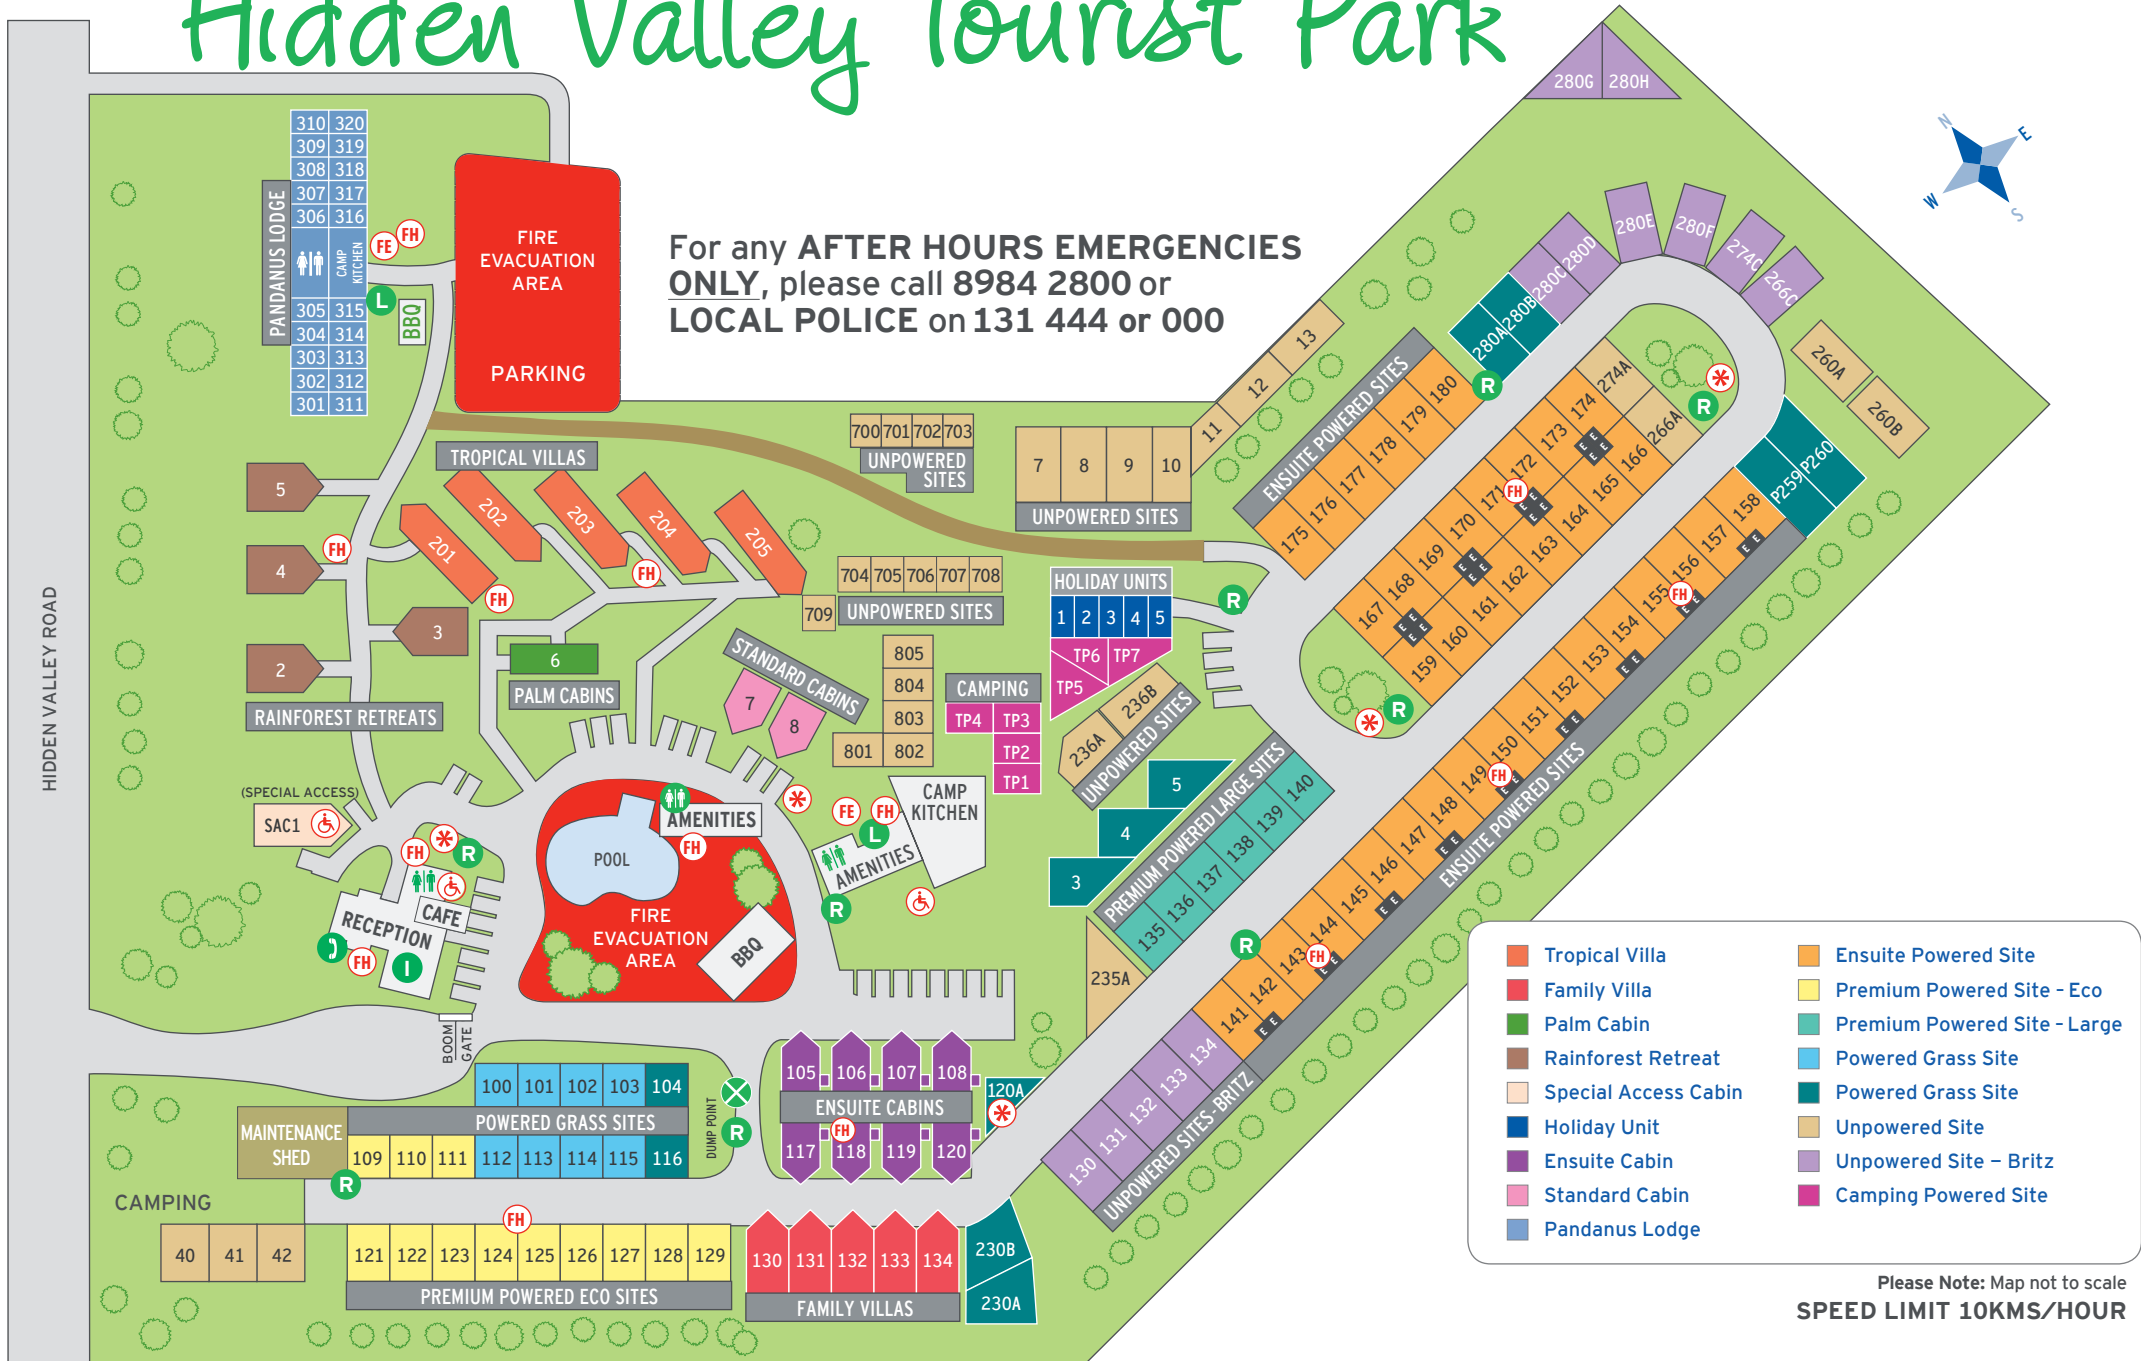 Hidden Valley Tourist Park
HIDDEN VALLEY ROAD
310 320
309 319
308 318
307 317
306 316
CAMP
KITCHEN
305 315
304 314
303 313
302 312
301 311
PANDANUS LODGE
FE
FH
L
BBQ
FIRE
EVACUATION
AREA
PARKING
For any AFTER HOURS EMERGENCIES
ONLY, please call 8984 2800 or
LOCAL POLICE on 131 444 or 000
N
E
W
S
280G 280H
280E
280F
274C
266C
280D
280C
280B
280A
R
260A
260B
P260
P259
13
12
11
ENSUITE POWERED SITES
180
179
178
177
176
175
274A
266A
174
173
172
171
170
169
168
167
166
165
164
163
162
161
160
159
FH
E E
E E
E E
E E
E E
E E
E E
E E
R
R
R
158
157
156
155
154
153
152
151
150
149
148
147
146
145
144
143
142
141
FH
FH
FH
E E
E E
E E
E E
E E
E E
E E
E E
E E
ENSUITE POWERED SITES
R
700 701 702 703
UNPOWERED
SITES
7 8 9 10
UNPOWERED SITES
TROPICAL VILLAS
201
202
203
204
205
FH
FH
FH
5
4
3
2
RAINFOREST RETREATS
6
PALM CABINS
704 705 706 707 708
709
UNPOWERED SITES
STANDARD CABINS
7
8
805
804
803
801 802
HOLIDAY UNITS
1 2 3 4 5
TP6 TP7
TP5
CAMPING
TP4 TP3
TP2
TP1
236B
236A
UNPOWERED SITES
5
4
3
PREMIUM POWERED LARGE SITES
140
139
138
137
136
135
235A
(SPECIAL ACCESS)
SAC1
FH
R
CAFE
RECEPTION
FH
I
POOL
AMENITIES
FH
FIRE
EVACUATION
AREA
BBQ
FE
FH
L
AMENITIES
CAMP
KITCHEN
R
BOOM
GATE
100 101 102 103 104
POWERED GRASS SITES
MAINTENANCE
SHED
109 110 111 112 113 114 115 116
R
DUMP POINT
R
105 106 107 108
ENSUITE CABINS
FH
117 118 119 120
120A
134
133
132
131
130
UNPOWERED SITES-BRITZ
CAMPING
40 41 42
FH
121 122 123 124 125 126 127 128 129
PREMIUM POWERED ECO SITES
130 131 132 133 134
FAMILY VILLAS
230B
230A
Tropical Villa
Family Villa
Palm Cabin
Rainforest Retreat
Special Access Cabin
Holiday Unit
Ensuite Cabin
Standard Cabin
Pandanus Lodge
Ensuite Powered Site
Premium Powered Site - Eco
Premium Powered Site - Large
Powered Grass Site
Powered Grass Site
Unpowered Site
Unpowered Site – Britz
Camping Powered Site
Please Note: Map not to scale
SPEED LIMIT 10KMS/HOUR